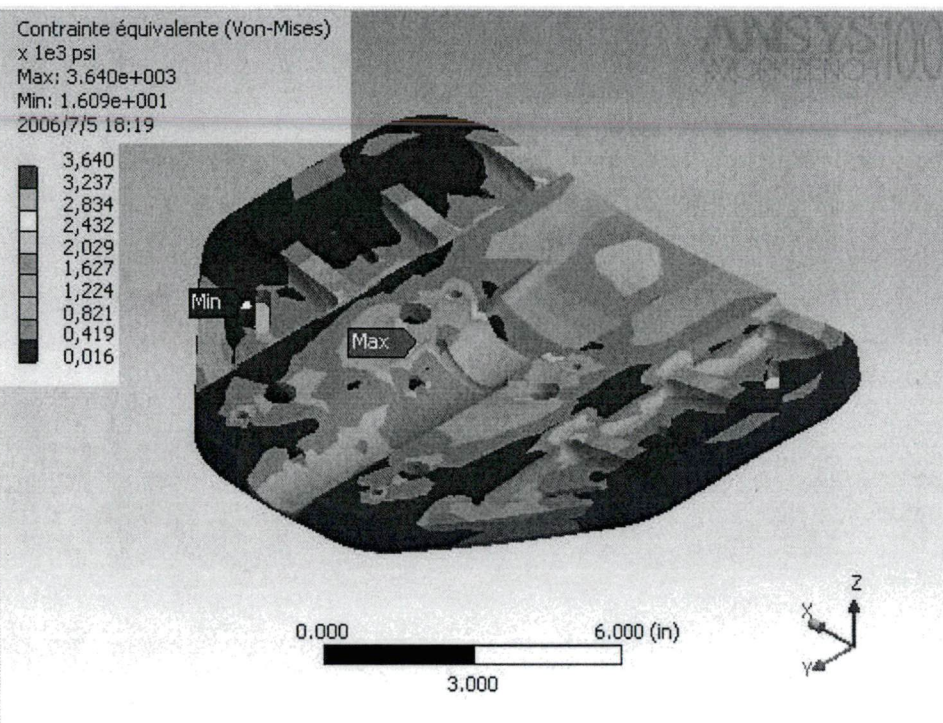 Contrainte équivalente (Von-Mises)
x 1e3 psi
Max: 3.640e+003
Min: 1.609e+001
2006/7/5 18:19
ANSYS 100
3,640
3,237
2,834
2,432
2,029
1,627
1,224
0,821
0,419
0,016
Min
Max
0.000
6.000 (in)
3.000
Z
X
Y